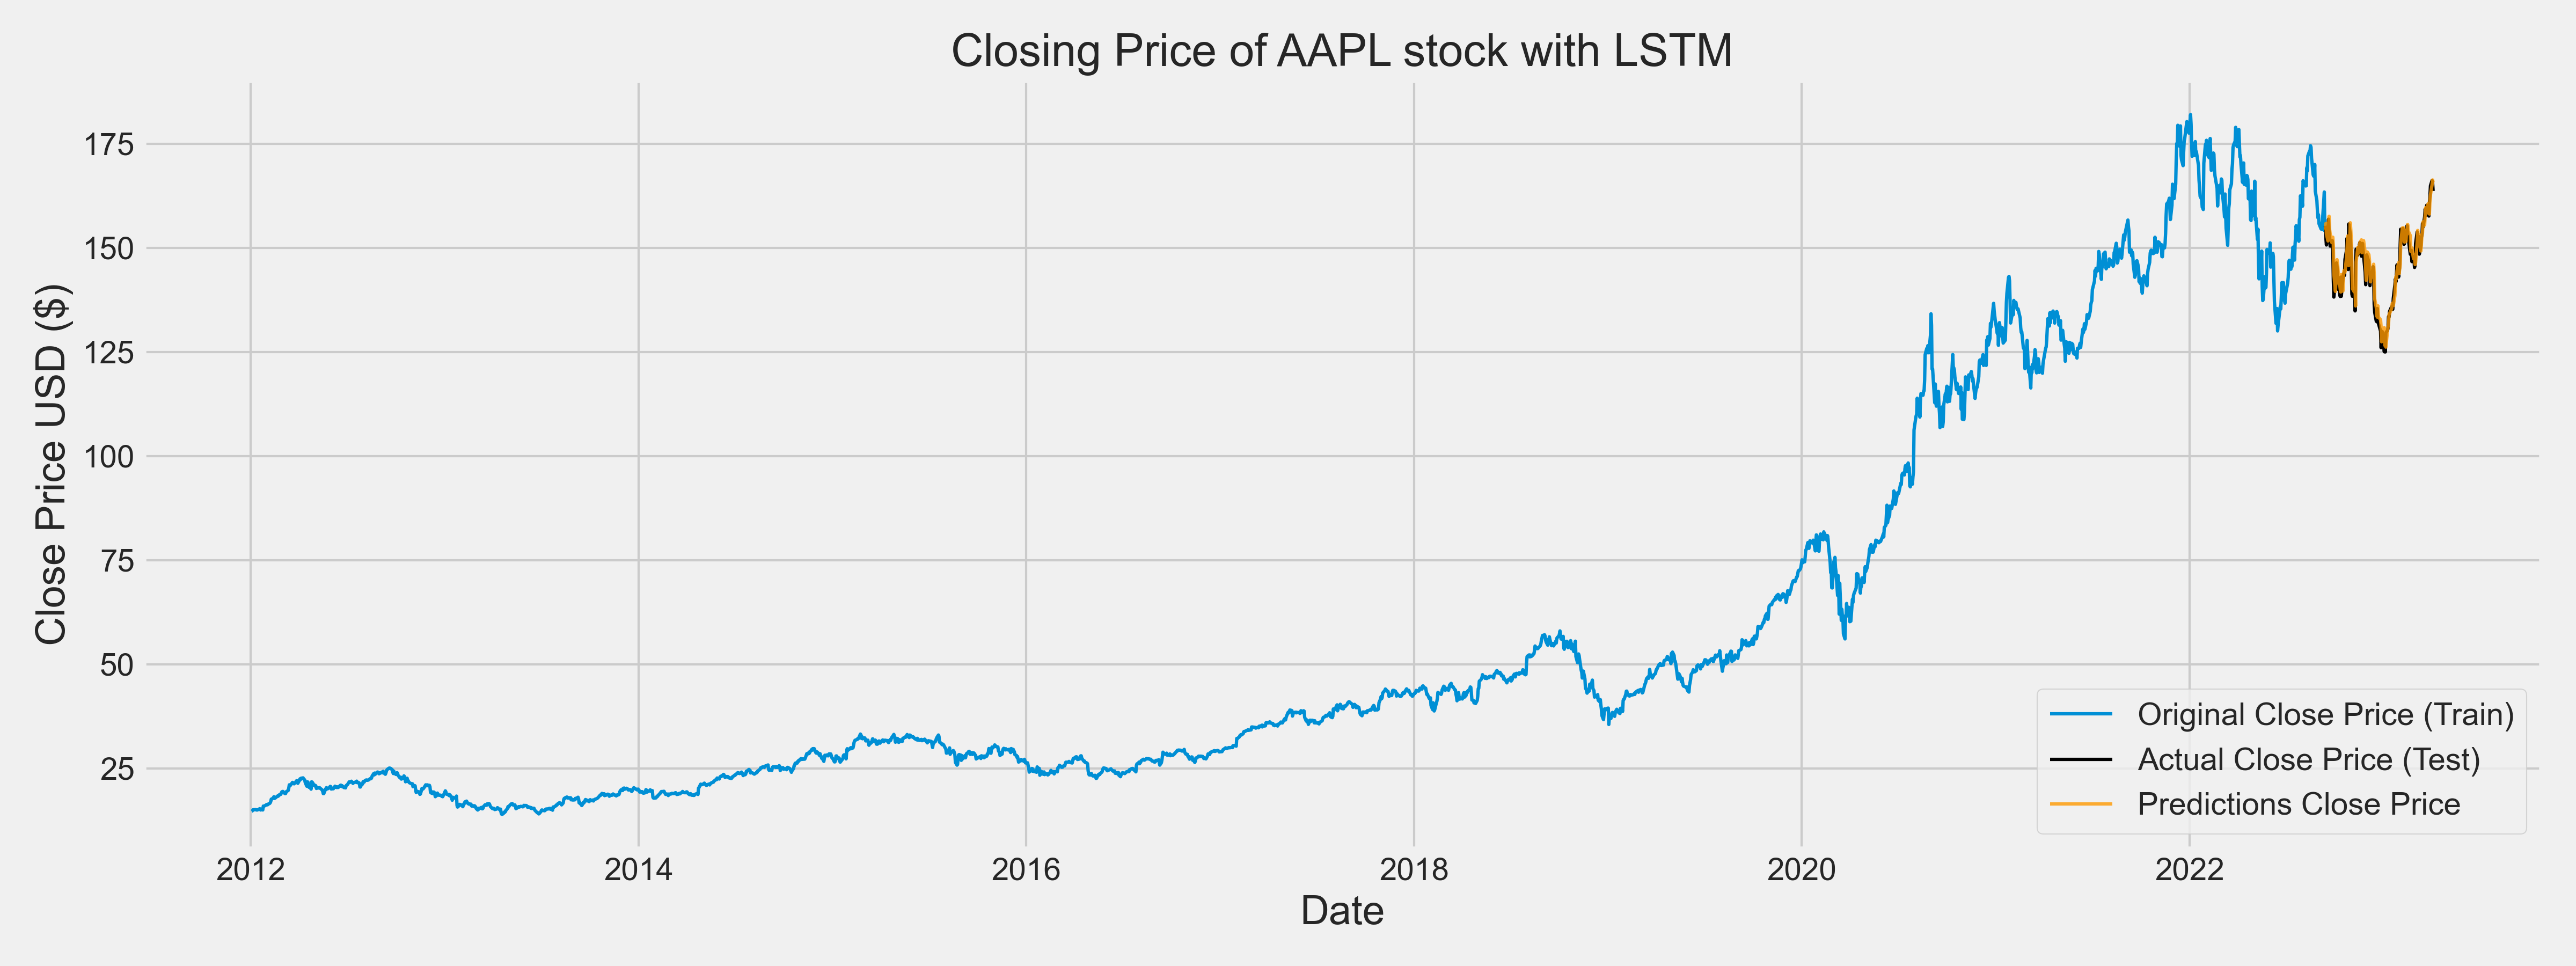 Closing Price of AAPL stock with LSTM
Close Price USD ($)
175
150
125
100
75
50
25
2012 2014 2016 2018 2020 2022
Date
Original Close Price (Train)
Actual Close Price (Test)
Predictions Close Price